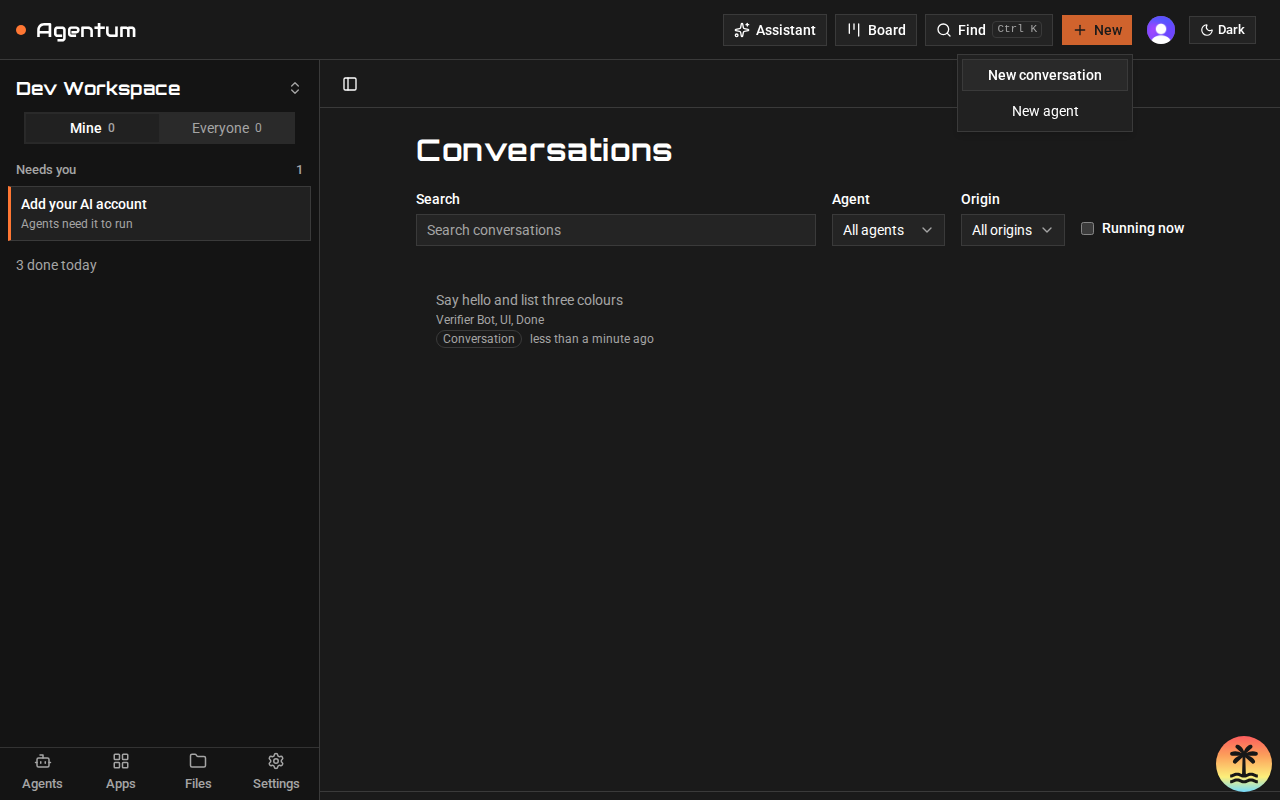 Agentum
Assistant
Board
Find Ctrl K
New
Dark
New conversation
New agent
Dev Workspace
Mine 0
Everyone 0
Needs you 1
Add your AI account
Agents need it to run
3 done today
Conversations
Search
Search conversations
Agent
All agents
Origin
All origins
Running now
Say hello and list three colours
Verifier Bot, UI, Done
Conversation less than a minute ago
Agents
Apps
Files
Settings